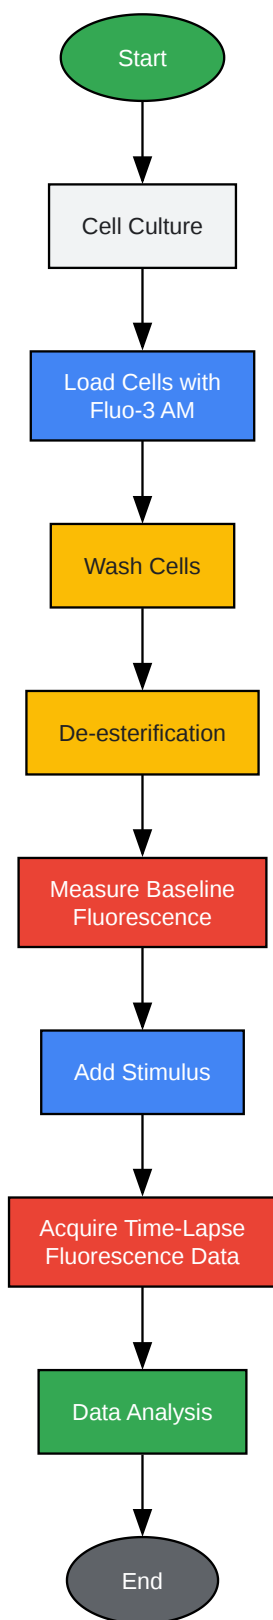 Start
Cell Culture
Load Cells with
Fluo-3 AM
Wash Cells
De-esterification
Measure Baseline
Fluorescence
Add Stimulus
Acquire Time-Lapse
Fluorescence Data
Data Analysis
End